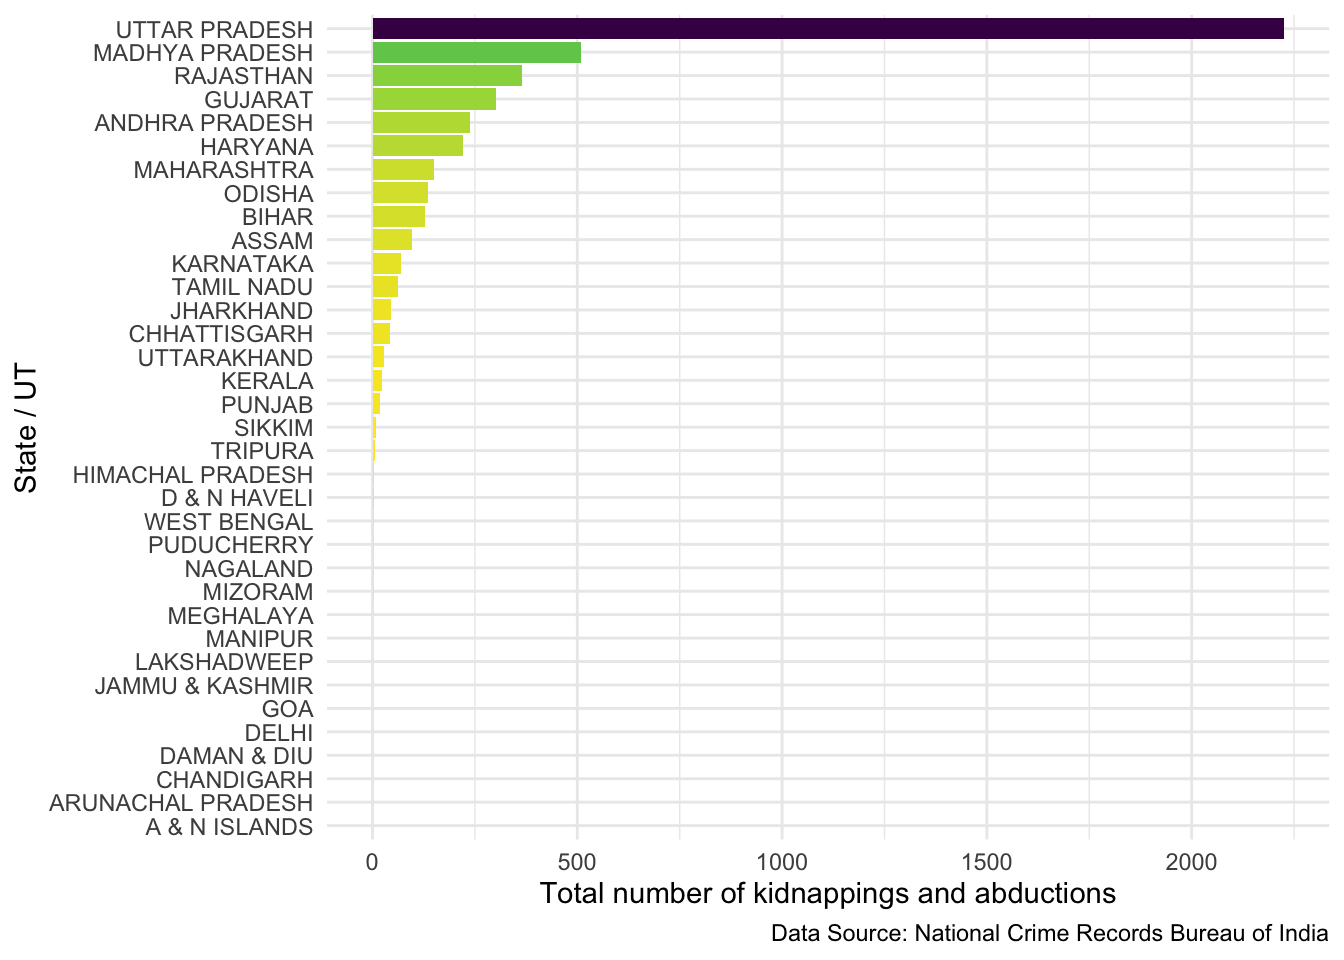 UTTAR PRADESH
MADHYA PRADESH
RAJASTHAN
GUJARAT
ANDHRA PRADESH
HARYANA
MAHARASHTRA
ODISHA
BIHAR
ASSAM
KARNATAKA
TAMIL NADU
JHARKHAND
CHHATTISGARH
UTTARAKHAND
KERALA
PUNJAB
SIKKIM
TRIPURA
HIMACHAL PRADESH
D & N HAVELI
WEST BENGAL
PUDUCHERRY
NAGALAND
MIZORAM
MEGHALAYA
MANIPUR
LAKSHADWEEP
JAMMU & KASHMIR
GOA
DELHI
DAMAN & DIU
CHANDIGARH
ARUNACHAL PRADESH
A & N ISLANDS
State / UT
0 500 1000 1500 2000
Total number of kidnappings and abductions
Data Source: National Crime Records Bureau of India